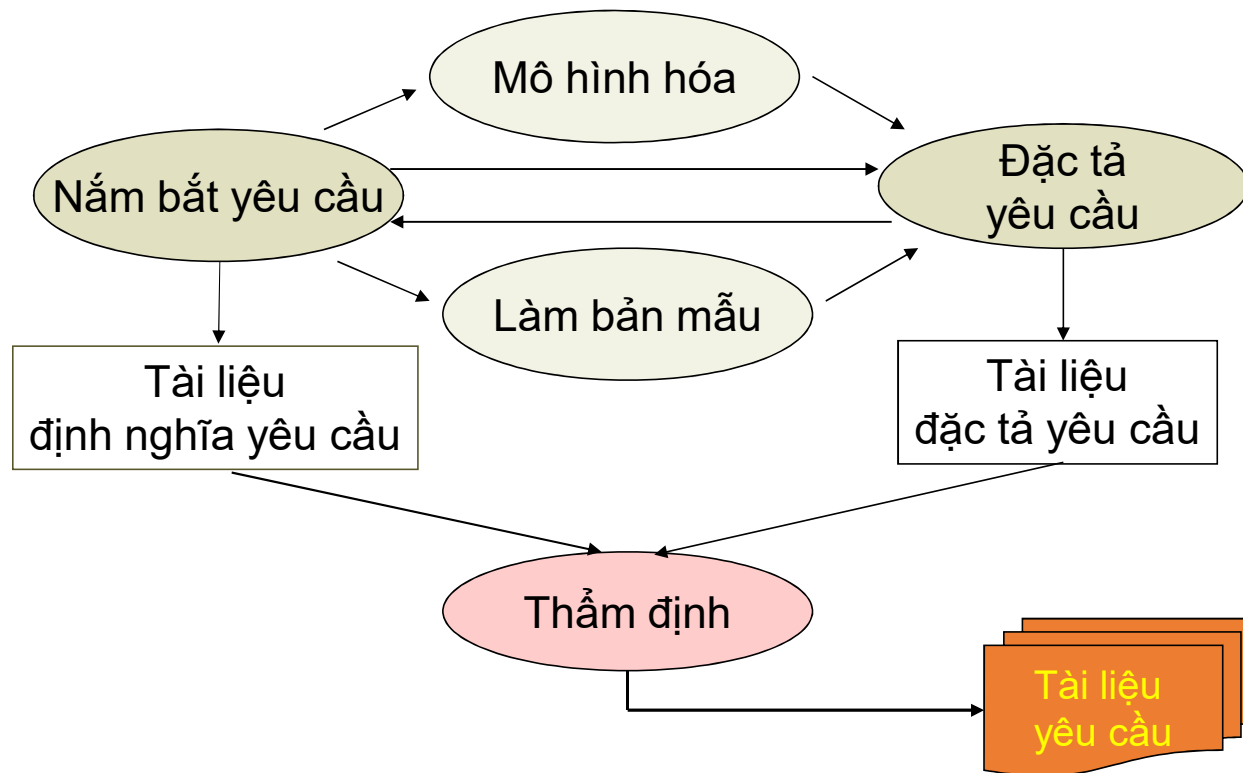 Mô hình hóa
Nắm bắt yêu cầu
Đặc tả
yêu cầu
Làm bản mẫu
Tài liệu
định nghĩa yêu cầu
Tài liệu
đặc tả yêu cầu
Thẩm định
Tài liệu
yêu cầu